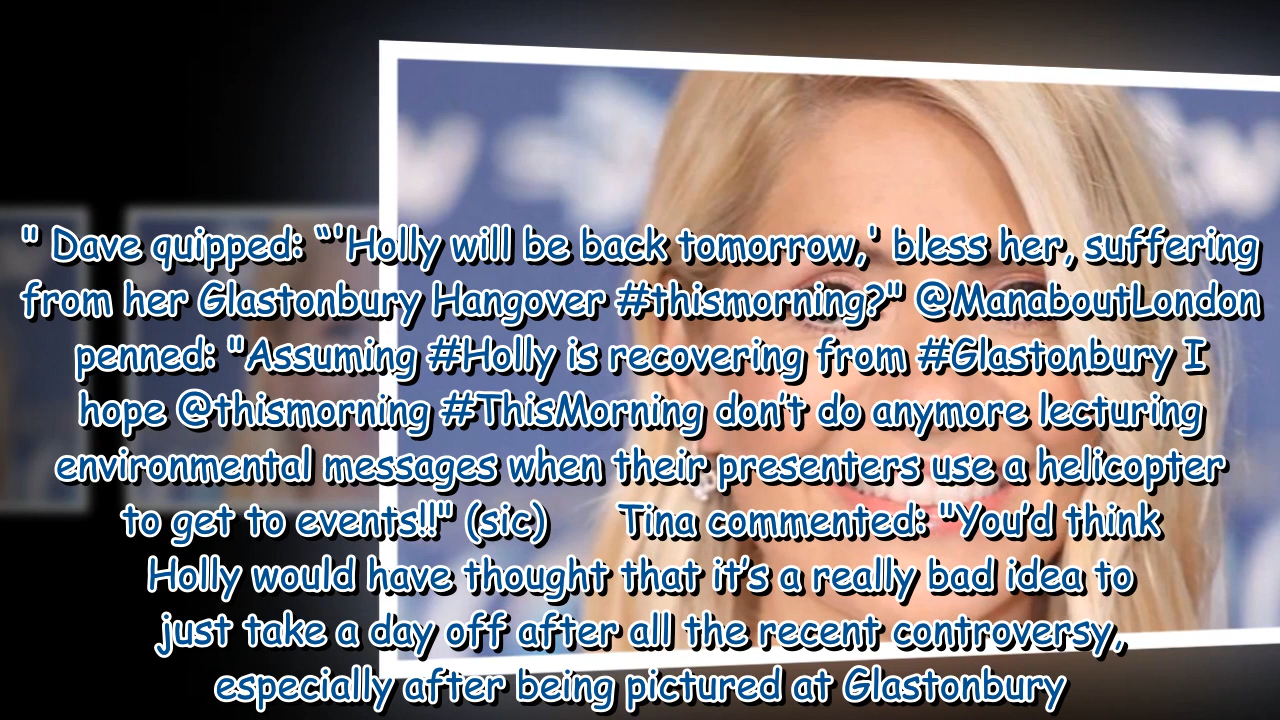 " Dave quipped: “‘Holly will be back tomorrow,' bless her, suffering
from her Glastonbury Hangover #thismorning?" @ManaboutLondon
penned: "Assuming #Holly is recovering from #Glastonbury I
hope @thismorning #ThisMorning don’t do anymore lecturing
environmental messages when their presenters use a helicopter
to get to events!!" (sic) Tina commented: "You’d think
Holly would have thought that it’s a really bad idea to
just take a day off after all the recent controversy,
especially after being pictured at Glastonbury